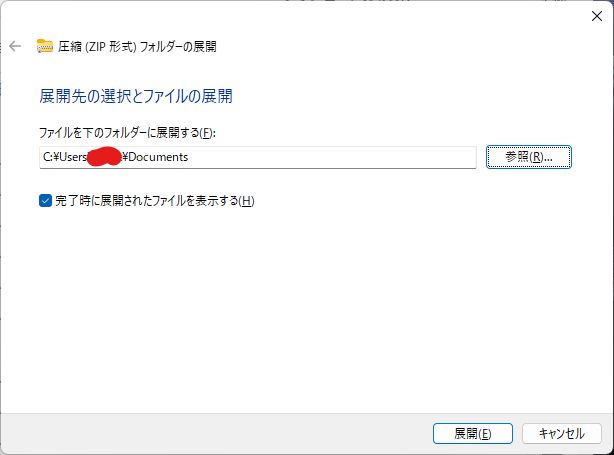 圧縮 (ZIP 形式) フォルダーの展開
展開先の選択とファイルの展開
ファイルを下のフォルダーに展開する(F):
C:¥Users
¥Documents
参照(R)...
完了時に展開されたファイルを表示する(H)
展開(E)
キャンセル